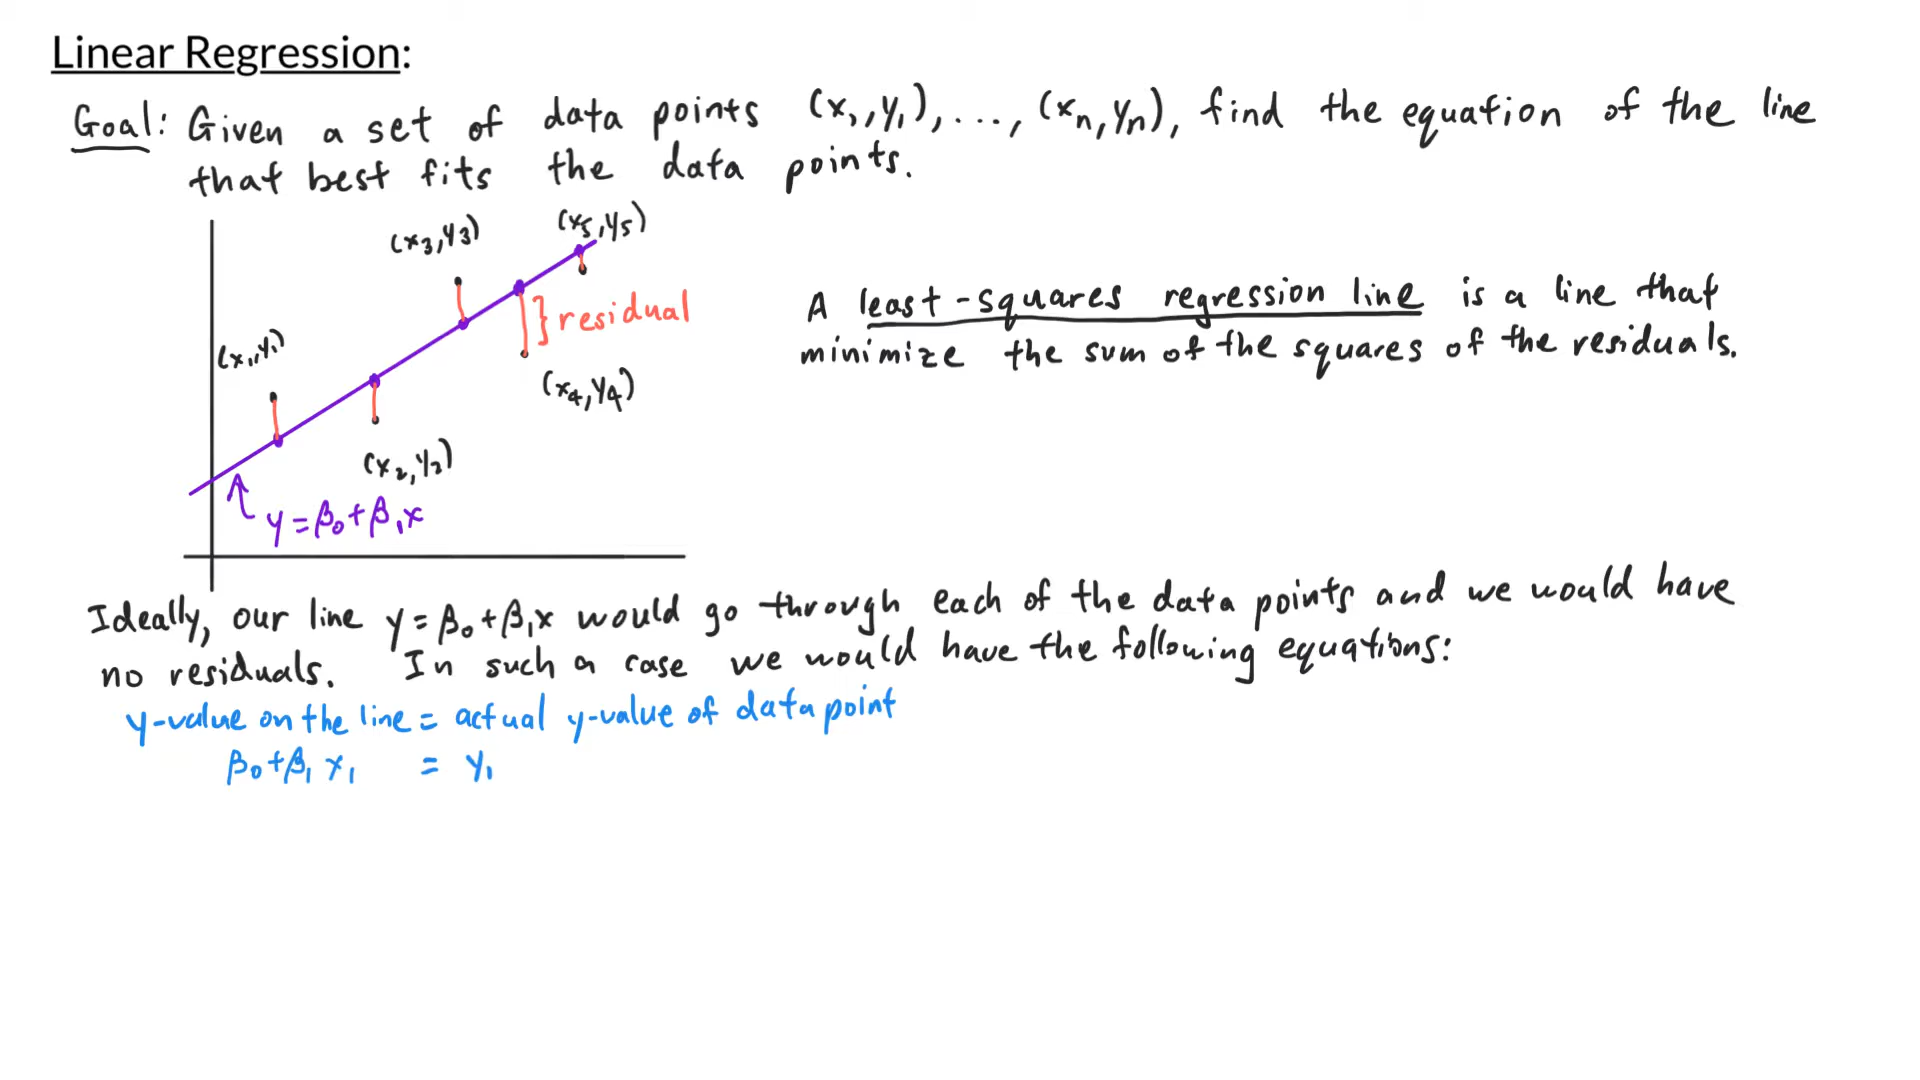 Linear Regression:
Goal: Given a set of data points (x₁,y₁),...,(xₙ,yₙ), find the equation of the line
that best fits the data points.
(x₃,y₃)
(x₅,y₅)
residual
(x₁,y₁)
(x₄,y₄)
(x₂,y₂)
y=β₀+β₁x
A least-squares regression line is a line that
minimize the sum of the squares of the residuals.
Ideally, our line y=β₀+β₁x would go through each of the data points and we would have
no residuals. In such a case we would have the following equations:
y-value on the line = actual y-value of data point
β₀+β₁x₁ = y₁